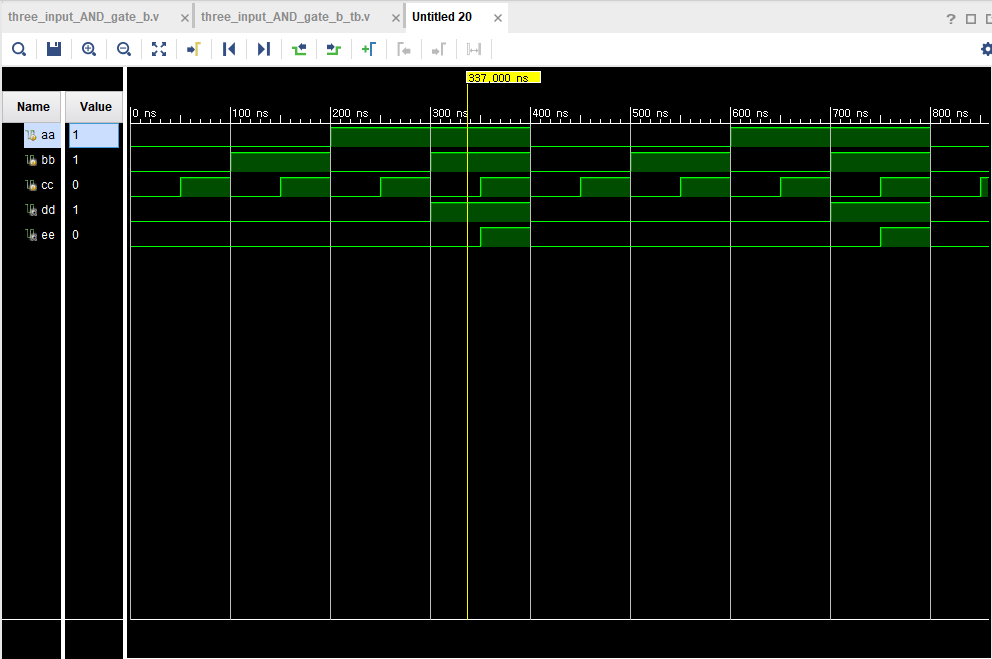 three_input_AND_gate_b.v × three_input_AND_gate_b_tb.v × Untitled 20 ×
?
337,000 ns
Name Value
0 ns 100 ns 200 ns 300 ns 400 ns 500 ns 600 ns 700 ns 800 ns
aa 1
bb 1
cc 0
dd 1
ee 0